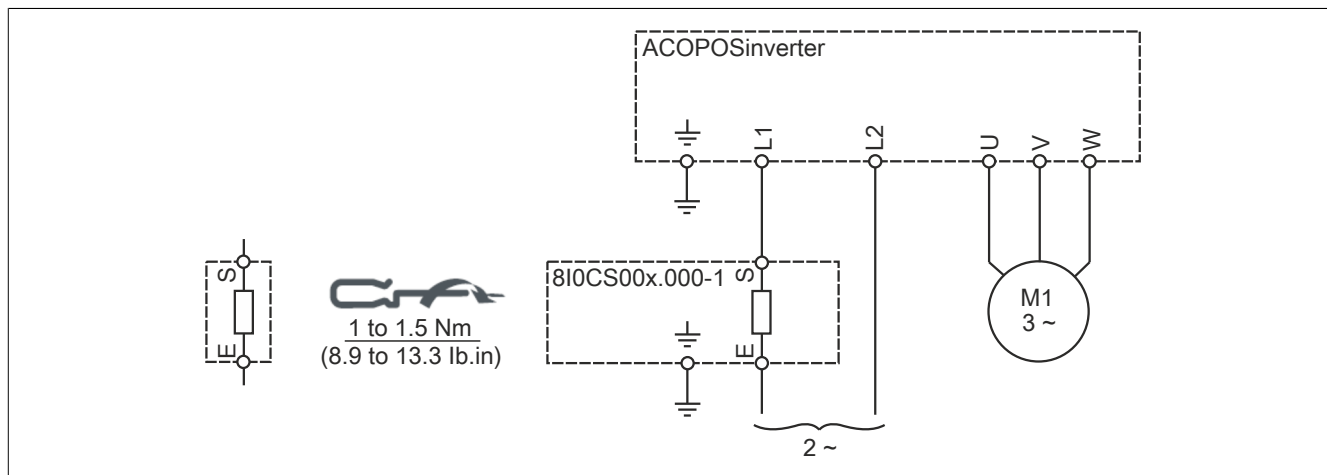 ACOPOSinverter
L1
L2
U
V
W
S
E
1 to 1.5 Nm
(8.9 to 13.3 lb.in)
8I0CS00x.000-1
S
E
M1
3 ~
2 ~